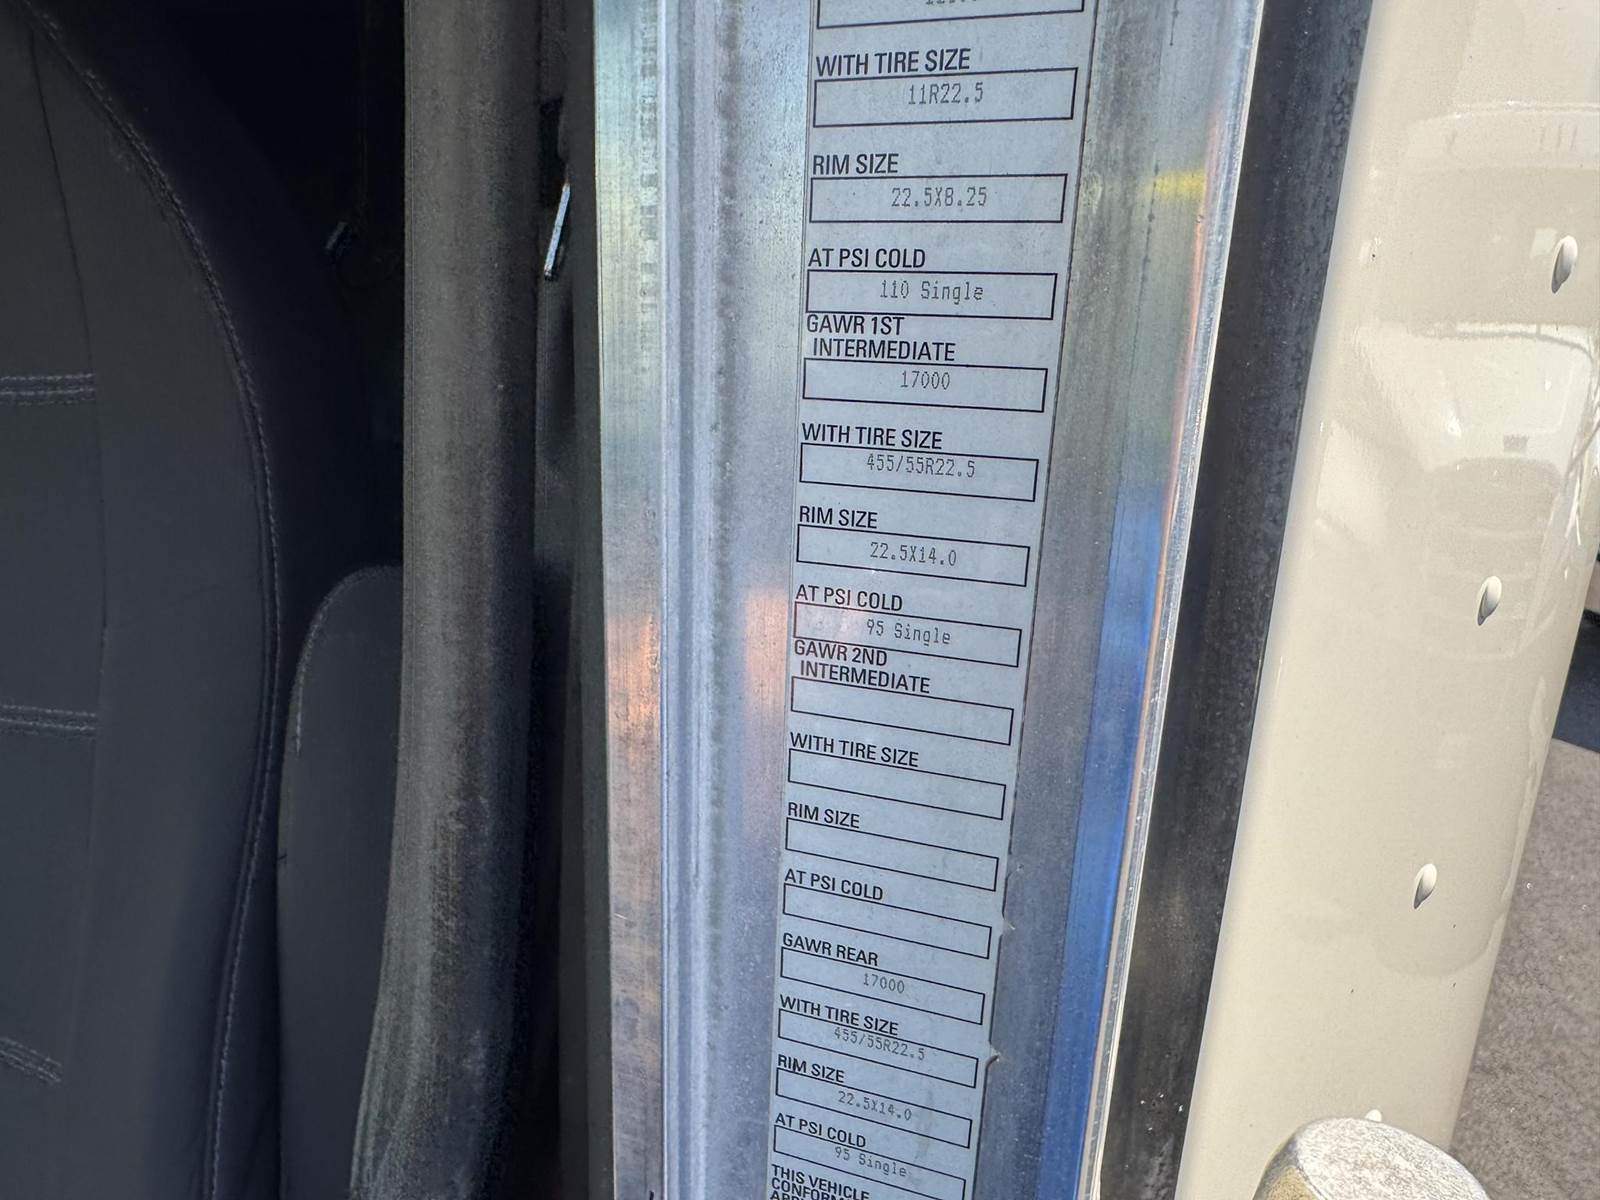 WITH TIRE SIZE
11R22.5
RIM SIZE
22.5X8.25
AT PSI COLD
110 Single
GAWR 1ST
INTERMEDIATE
17000
WITH TIRE SIZE
455/55R22.5
RIM SIZE
22.5X14.0
AT PSI COLD
95 Single
GAWR 2ND
INTERMEDIATE
WITH TIRE SIZE
RIM SIZE
AT PSI COLD
GAWR REAR
17000
WITH TIRE SIZE
455/55R22.5
RIM SIZE
22.5X14.0
AT PSI COLD
95 Single
THIS VEHICLE